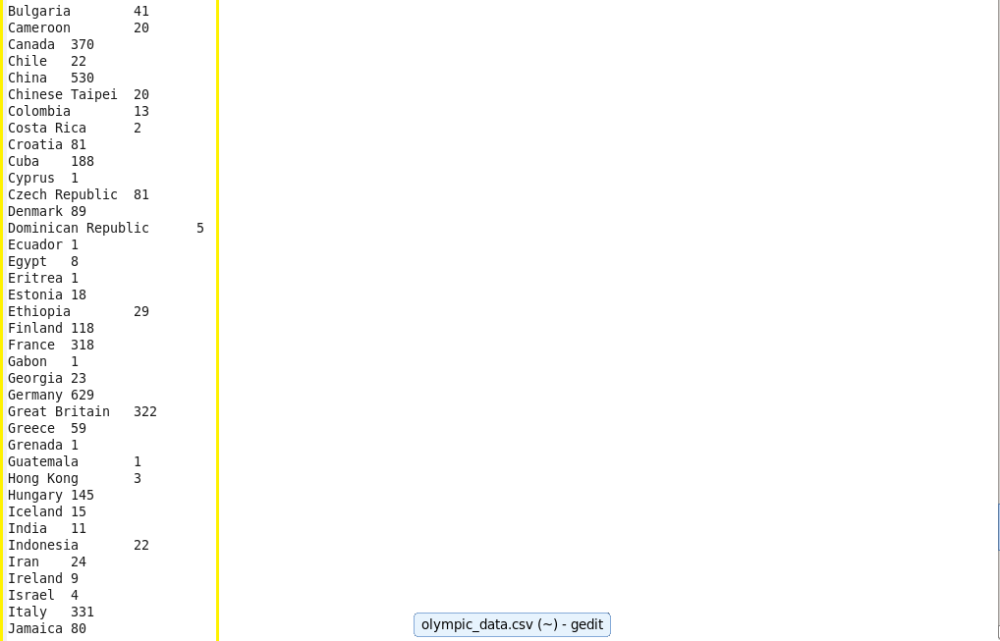 Bulgaria 41
Cameroon 20
Canada 370
Chile 22
China 530
Chinese Taipei 20
Colombia 13
Costa Rica 2
Croatia 81
Cuba 188
Cyprus 1
Czech Republic 81
Denmark 89
Dominican Republic 5
Ecuador 1
Egypt 8
Eritrea 1
Estonia 18
Ethiopia 29
Finland 118
France 318
Gabon 1
Georgia 23
Germany 629
Great Britain 322
Greece 59
Grenada 1
Guatemala 1
Hong Kong 3
Hungary 145
Iceland 15
India 11
Indonesia 22
Iran 24
Ireland 9
Israel 4
Italy 331
Jamaica 80
olympic_data.csv (~) - gedit